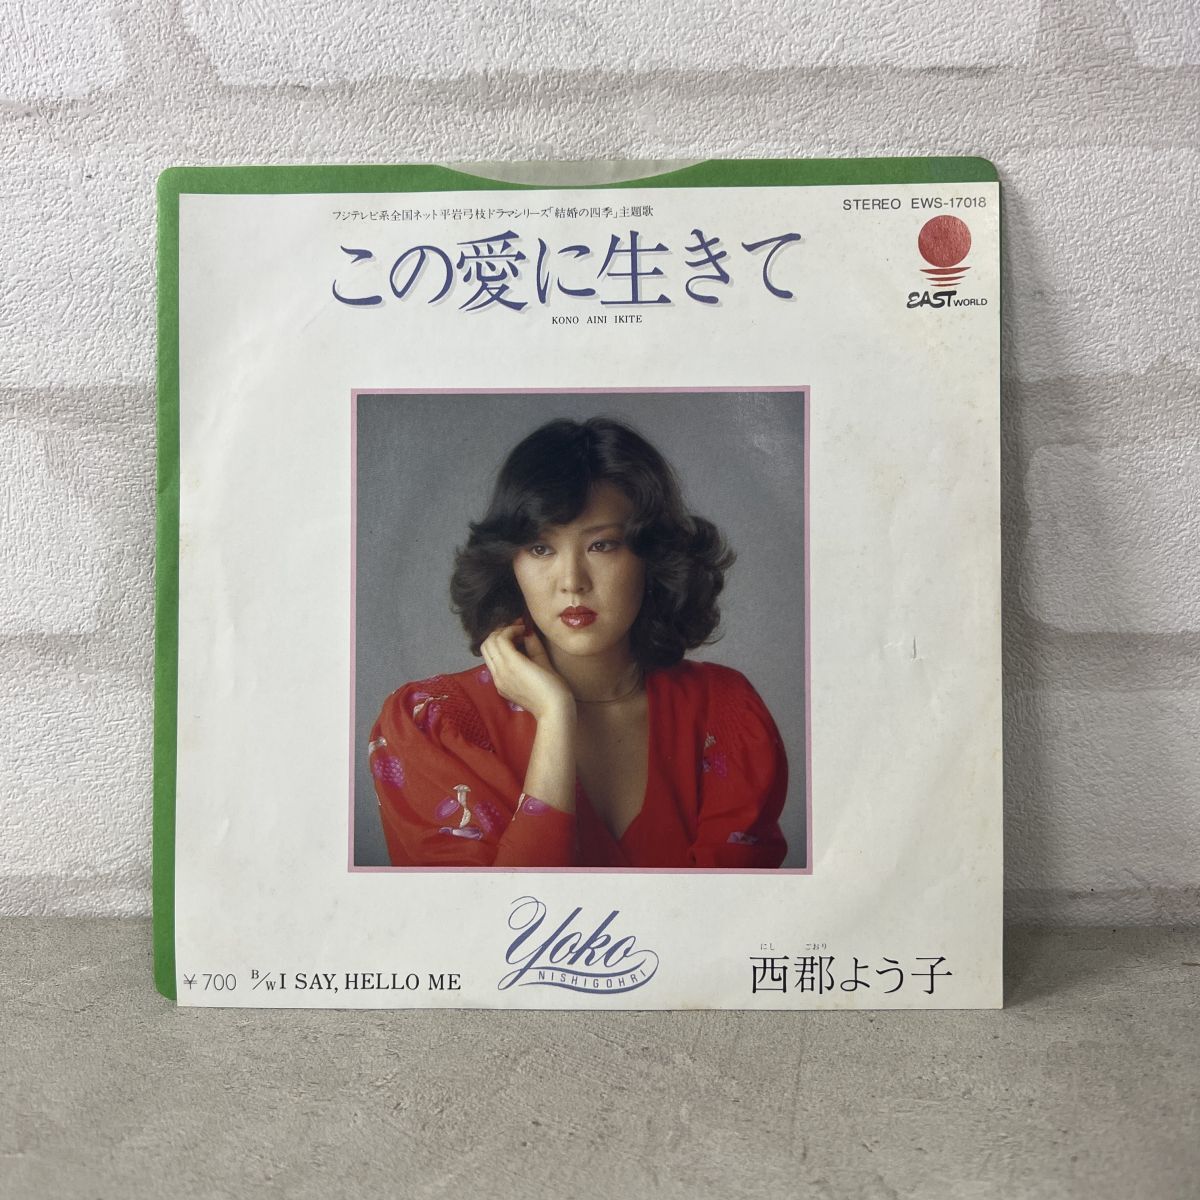 フジテレビ系全国ネット平岩弓枝ドラマシリーズ「結婚の四季」主題歌
STEREO EWS-17018
この愛に生きて
KONO AINI IKITE
EAST WORLD
Yoko
NISHIGOHRI
にし ごおり
西郡よう子
¥700 B/W I SAY, HELLO ME